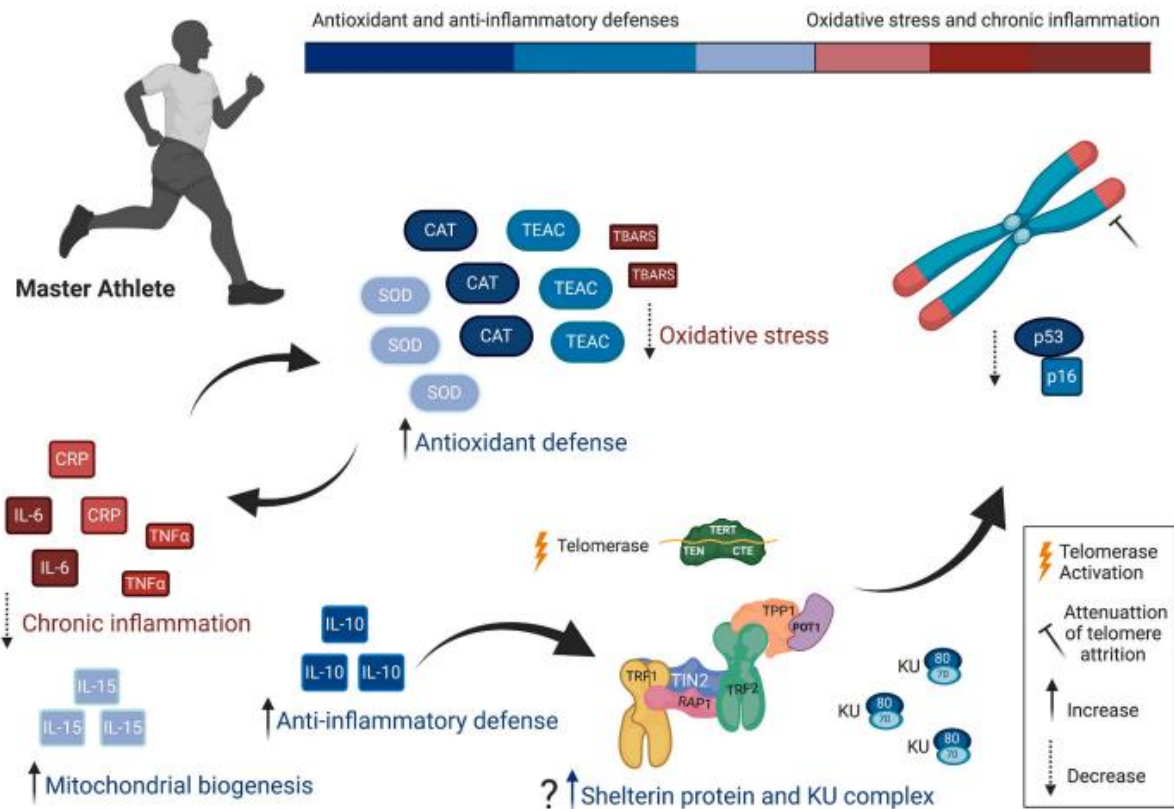 Antioxidant and anti-inflammatory defenses
Oxidative stress and chronic inflammation
Master Athlete
CAT
TEAC
TBARS
TBARS
SOD
CAT
TEAC
SOD
CAT
TEAC
Oxidative stress
SOD
Antioxidant defense
p53
p16
CRP
IL-6
CRP
TNFα
IL-6
TNFα
Chronic inflammation
IL-15
IL-15
IL-15
Mitochondrial biogenesis
IL-10
IL-10
IL-10
Anti-inflammatory defense
Telomerase
TERT
TEN
CTE
TPP1
POT1
TRF1
TIN2
TRF2
RAP1
KU
80
70
KU
80
70
KU
80
70
? Shelterin protein and KU complex
Telomerase
Activation
Attenuattion
of telomere
attrition
Increase
Decrease